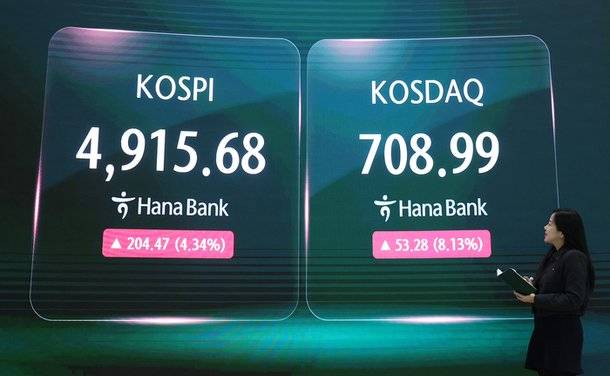 KOSPI
4,915.68
Hana Bank
▲ 204.47 (4.34%)
KOSDAQ
708.99
Hana Bank
▲ 53.28 (8.13%)